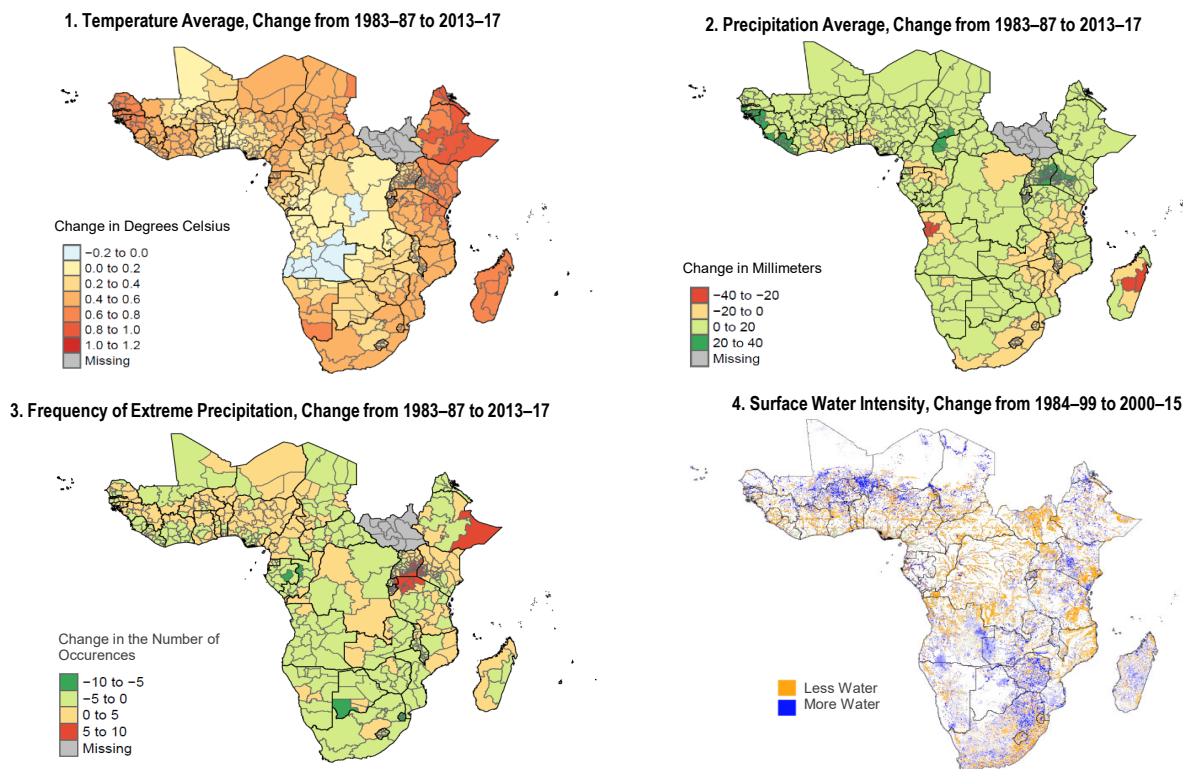 1. Temperature Average, Change from 1983–87 to 2013–17
2. Precipitation Average, Change from 1983–87 to 2013–17
Change in Degrees Celsius
−0.2 to 0.0
0.0 to 0.2
0.2 to 0.4
0.4 to 0.6
0.6 to 0.8
0.8 to 1.0
1.0 to 1.2
Missing
Change in Millimeters
−40 to −20
−20 to 0
0 to 20
20 to 40
Missing
3. Frequency of Extreme Precipitation, Change from 1983–87 to 2013–17
4. Surface Water Intensity, Change from 1984–99 to 2000–15
Change in the Number of
Occurences
−10 to −5
−5 to 0
0 to 5
5 to 10
Missing
Less Water
More Water